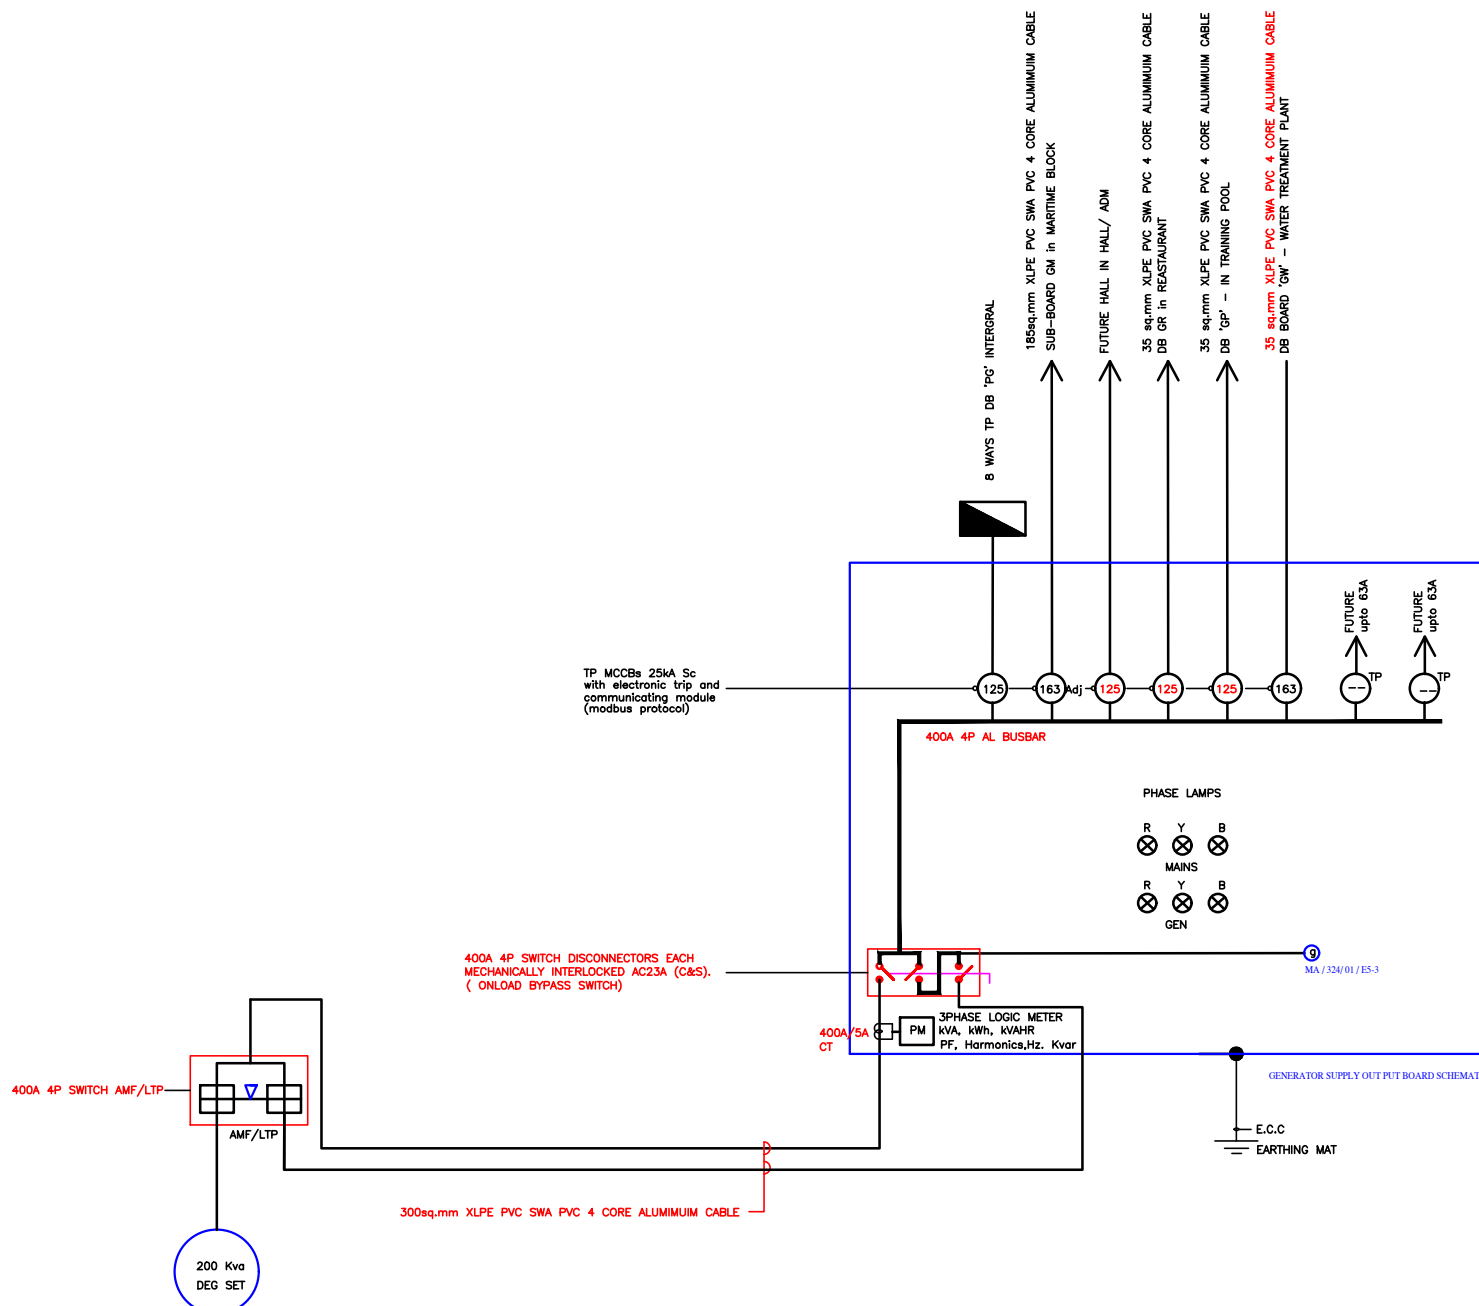 185sq.mm XLPE PVC SWA PVC 4 CORE ALUMIMUIM CABLE
SUB-BOARD GM in MARITIME BLOCK
FUTURE HALL IN HALL/ ADM
35 sq.mm XLPE PVC SWA PVC 4 CORE ALUMIMUIM CABLE
DB GR in REASTAURANT
35 sq.mm XLPE PVC SWA PVC 4 CORE ALUMIMUIM CABLE
DB 'GP' - IN TRAINING POOL
35 sq.mm XLPE PVC SWA PVC 4 CORE ALUMIMUIM CABLE
DB BOARD 'GW' - WATER TREATMENT PLANT
8 WAYS TP DB 'PG' INTERGRAL
FUTURE
upto 63A
FUTURE
upto 63A
TP MCCBs 25kA Sc
with electronic trip and
communicating module
(modbus protocol)
125
163
Adj
125
125
125
163
-- TP
-- TP
400A 4P AL BUSBAR
PHASE LAMPS
R Y B
MAINS
R Y B
GEN
400A 4P SWITCH DISCONNECTORS EACH
MECHANICALLY INTERLOCKED AC23A (C&S).
( ONLOAD BYPASS SWITCH)
g
MA / 324/ 01 / E5-3
400A/5A
CT
PM
3PHASE LOGIC METER
kVA, kWh, kVAHR
PF, Harmonics,Hz. Kvar
GENERATOR SUPPLY OUT PUT BOARD SCHEMAT
400A 4P SWITCH AMF/LTP
AMF/LTP
E.C.C
EARTHING MAT
300sq.mm XLPE PVC SWA PVC 4 CORE ALUMIMUIM CABLE
200 Kva
DEG SET